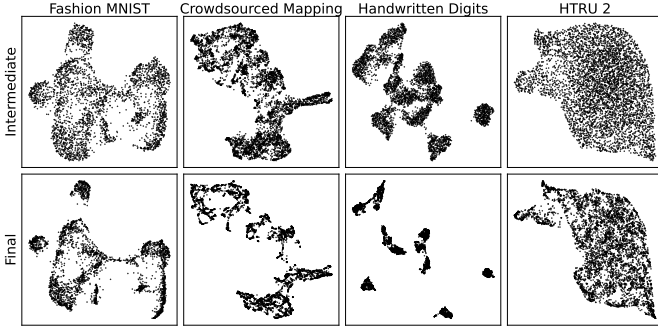 Fashion MNIST Crowdsourced Mapping Handwritten Digits HTRU 2
Intermediate
Final